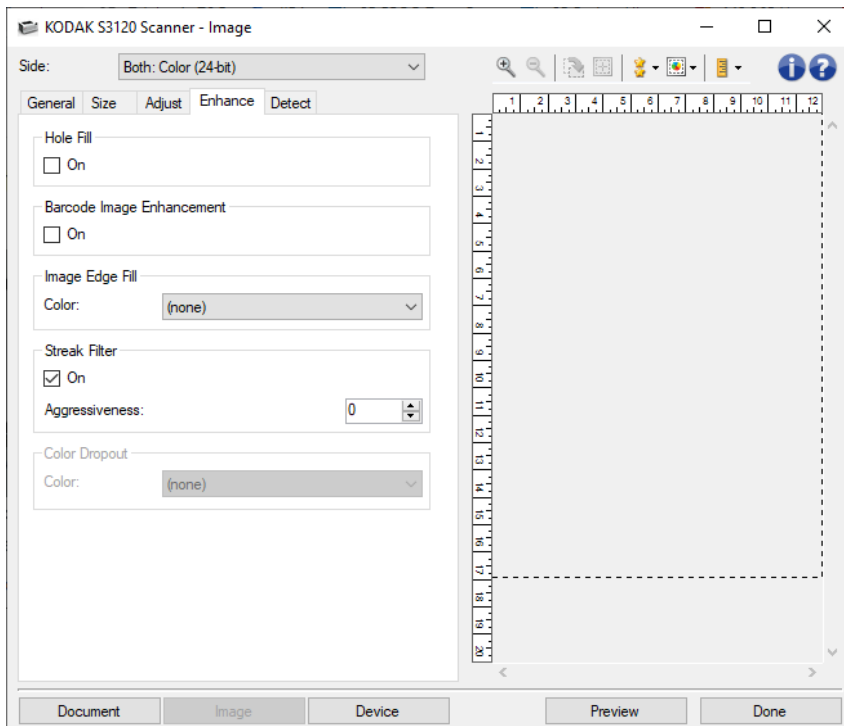 KODAK S3120 Scanner - Image
Side: Both: Color (24-bit)
General Size Adjust Enhance Detect
Hole Fill
On
Barcode Image Enhancement
On
Image Edge Fill
Color: (none)
Streak Filter
On
Aggressiveness: 0
Color Dropout
Color: (none)
1 2 3 4 5 6 7 8 9 10 11 12
1
2
3
4
5
6
7
8
9
10
11
12
13
14
15
16
17
18
19
20
Document Image Device Preview Done